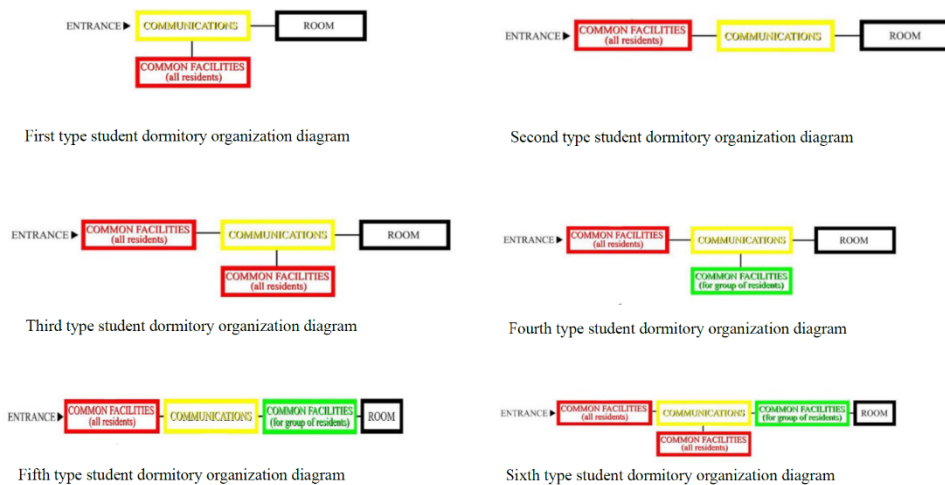 ENTRANCE
COMMUNICATIONS
ROOM
COMMON FACILITIES
(all residents)
First type student dormitory organization diagram
ENTRANCE
COMMON FACILITIES
(all residents)
COMMUNICATIONS
ROOM
Second type student dormitory organization diagram
ENTRANCE
COMMON FACILITIES
(all residents)
COMMUNICATIONS
ROOM
COMMON FACILITIES
(all residents)
Third type student dormitory organization diagram
ENTRANCE
COMMON FACILITIES
(all residents)
COMMUNICATIONS
ROOM
COMMON FACILITIES
(for group of residents)
Fourth type student dormitory organization diagram
ENTRANCE
COMMON FACILITIES
(all residents)
COMMUNICATIONS
COMMON FACILITIES
(for group of residents)
ROOM
Fifth type student dormitory organization diagram
ENTRANCE
COMMON FACILITIES
(all residents)
COMMUNICATIONS
COMMON FACILITIES
(for group of residents)
ROOM
COMMON FACILITIES
(all residents)
Sixth type student dormitory organization diagram